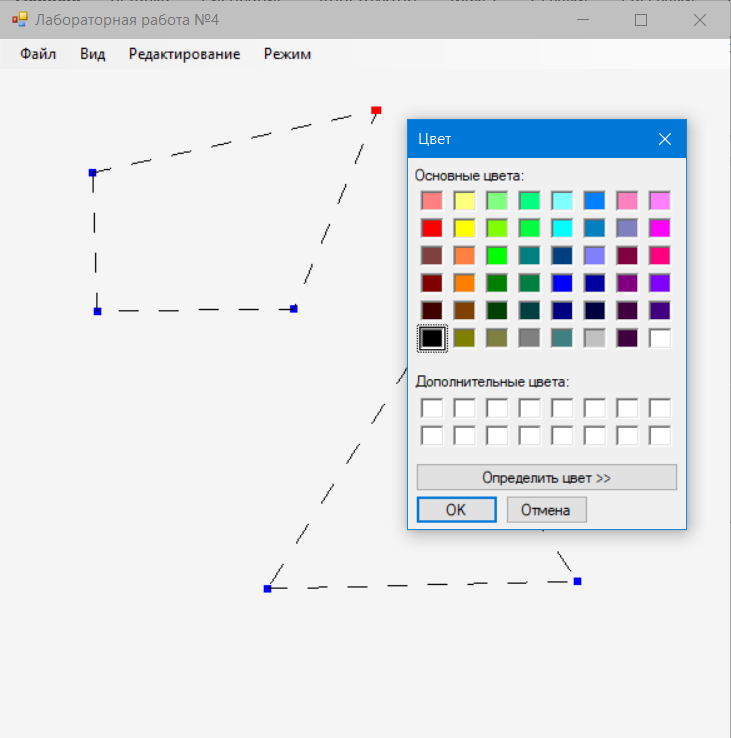 Лабораторная работа №4
Файл Вид Редактирование Режим
Цвет
Основные цвета:
Дополнительные цвета:
Определить цвет >>
OK Отмена